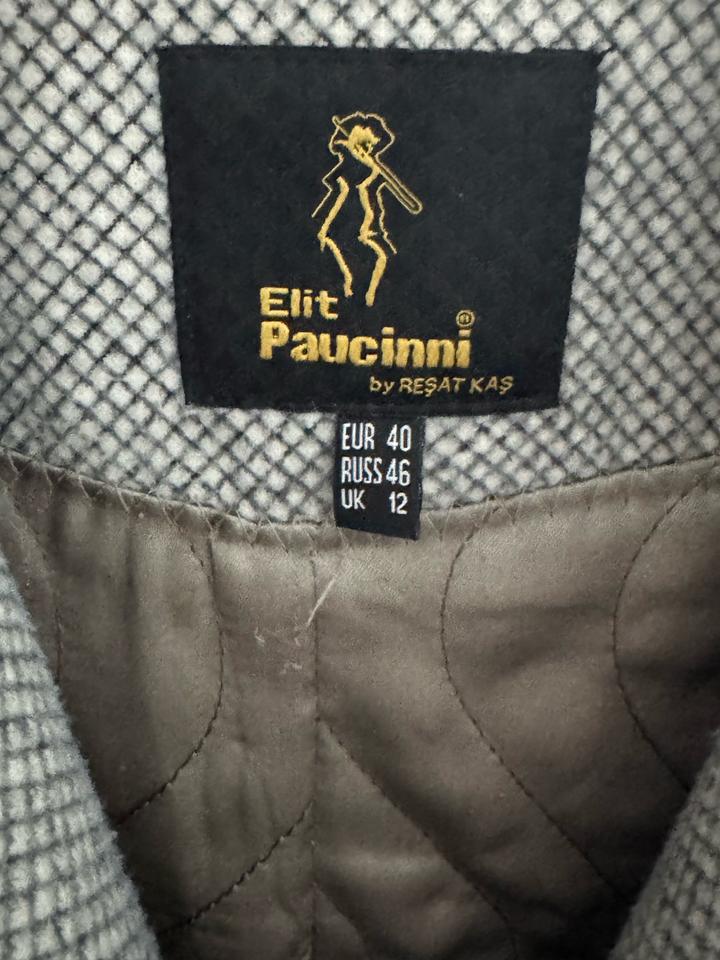 Elit
Paucinni®
by REŞAT KAŞ
EUR 40
RUSS 46
UK 12